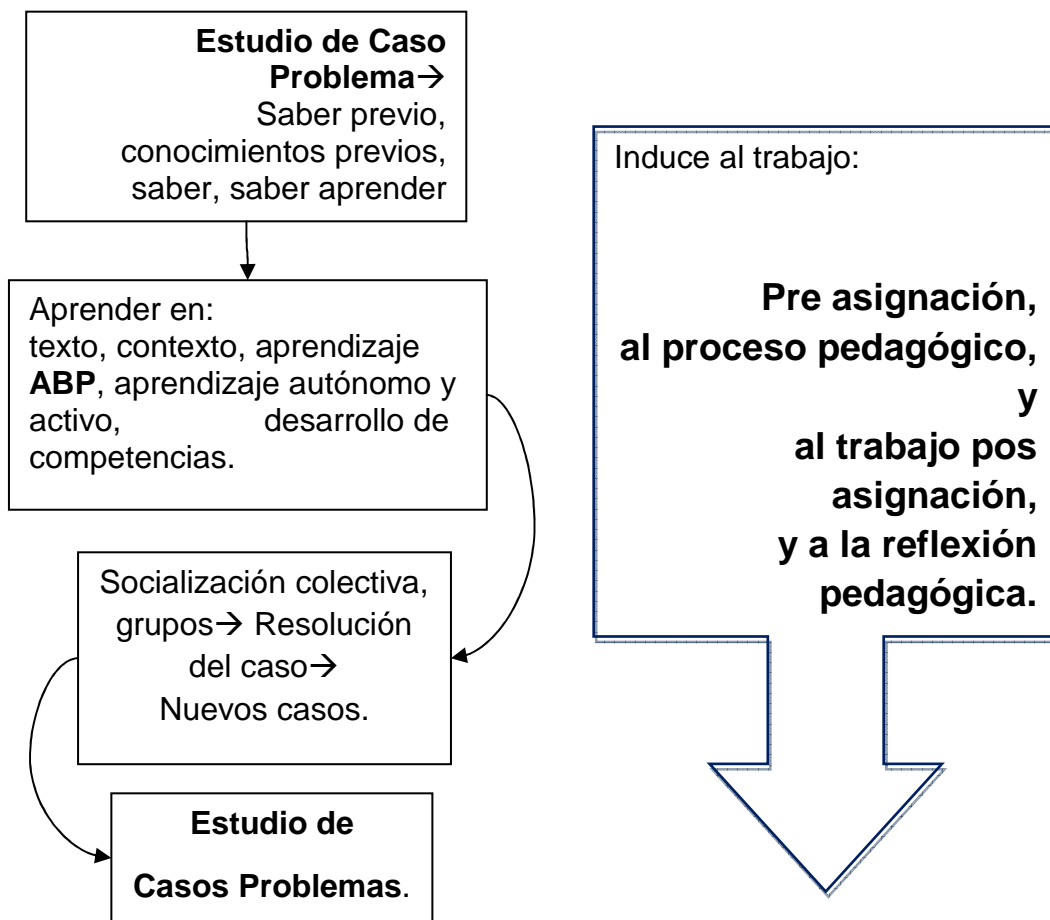 Estudio de Caso
Problema→
Saber previo,
conocimientos previos,
saber, saber aprender
Aprender en:
texto, contexto, aprendizaje
ABP, aprendizaje autónomo y
activo, desarrollo de
competencias.
Socialización colectiva,
grupos→ Resolución
del caso→
Nuevos casos.
Estudio de
Casos Problemas.
Induce al trabajo:
Pre asignación,
al proceso pedagógico,
y
al trabajo pos
asignación,
y a la reflexión
pedagógica.